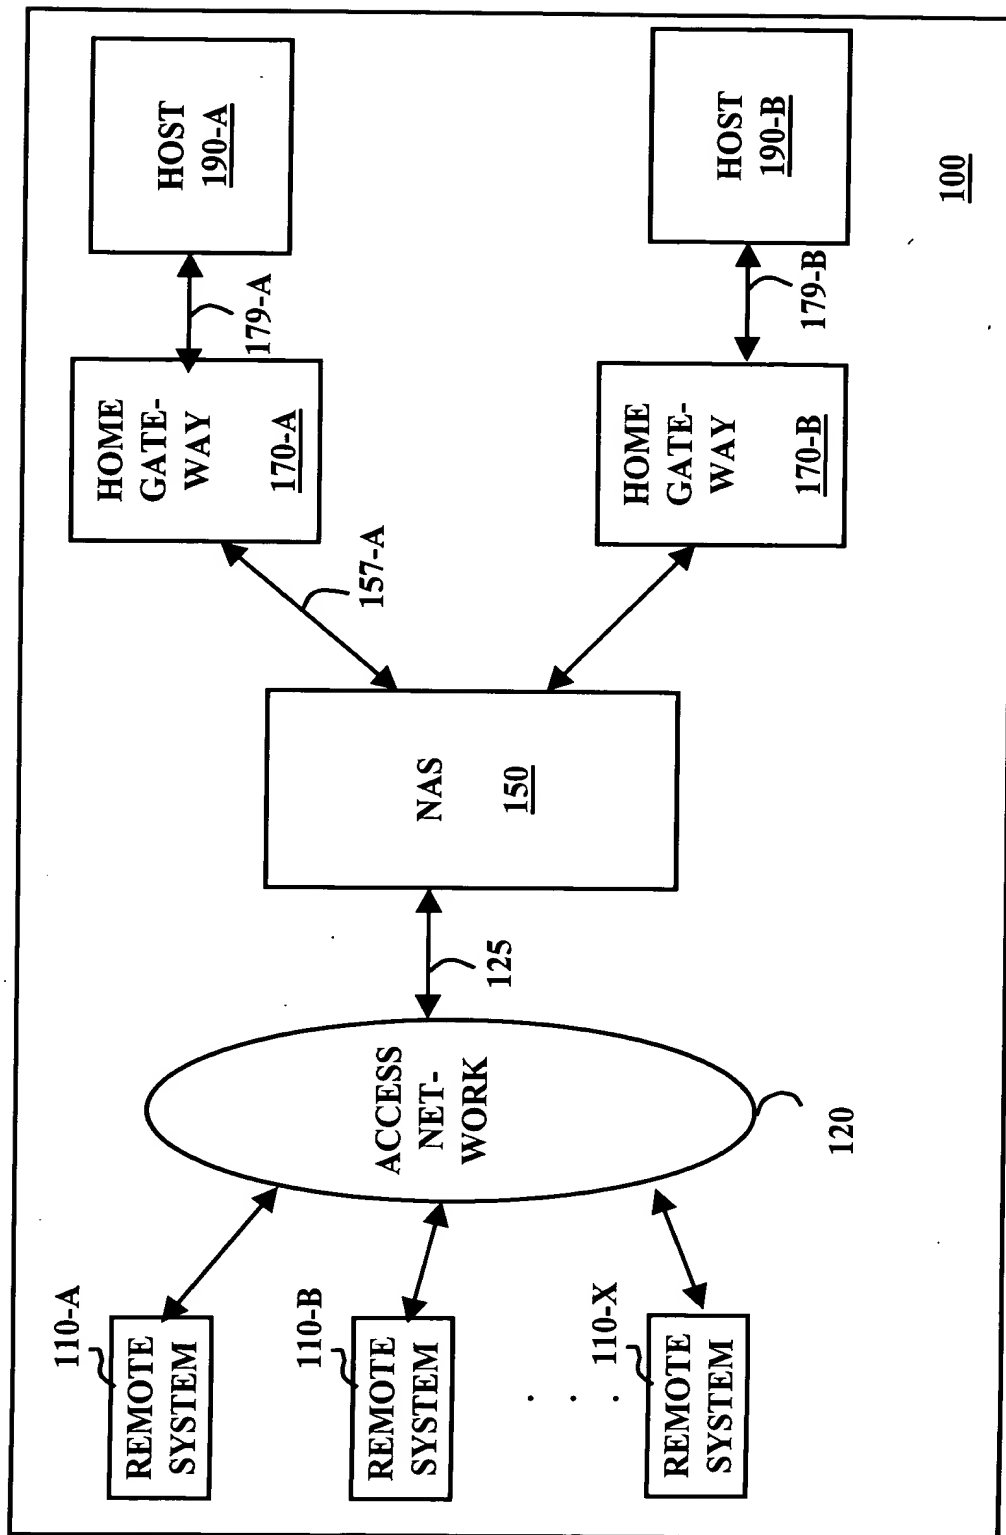 110-A
REMOTE
SYSTEM
110-B
REMOTE
SYSTEM
. . .
110-X
REMOTE
SYSTEM
ACCESS
NET-
WORK
120
125
NAS
150
157-A
HOME
GATE-
WAY
170-A
179-A
HOST
190-A
HOME
GATE-
WAY
170-B
179-B
HOST
190-B
100